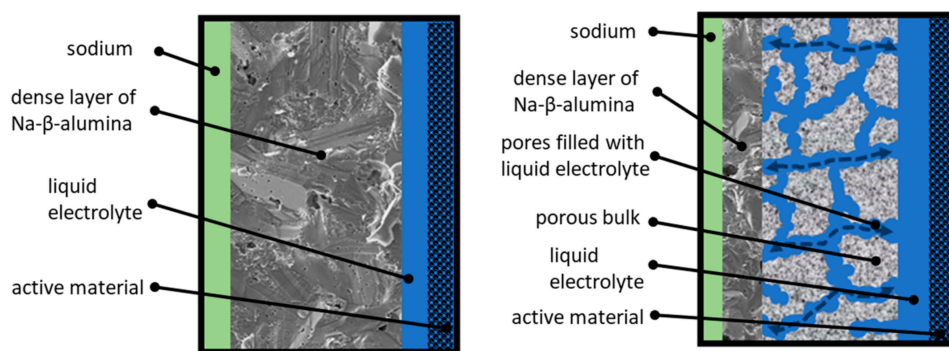 sodium
dense layer of
Na-β-alumina
liquid
electrolyte
active material
sodium
dense layer of
Na-β-alumina
pores filled with
liquid electrolyte
porous bulk
liquid
electrolyte
active material